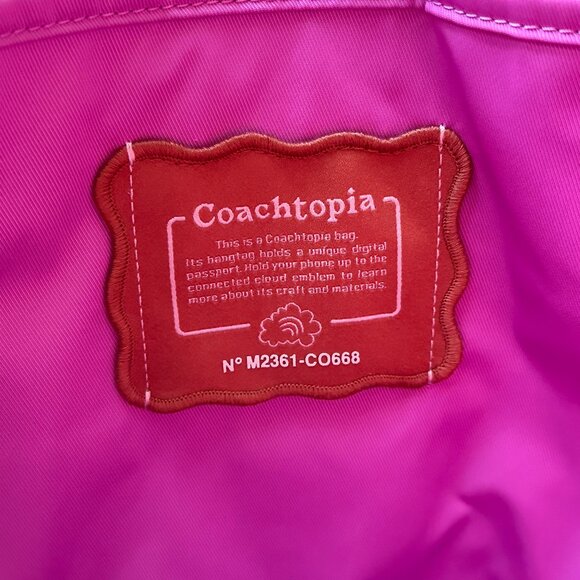 Coachtopia
This is a Coachtopia bag.
Its hangtag holds a unique digital
passport. Hold your phone up to the
connected cloud emblem to learn
more about its craft and materials.
Nº M2361-CO668